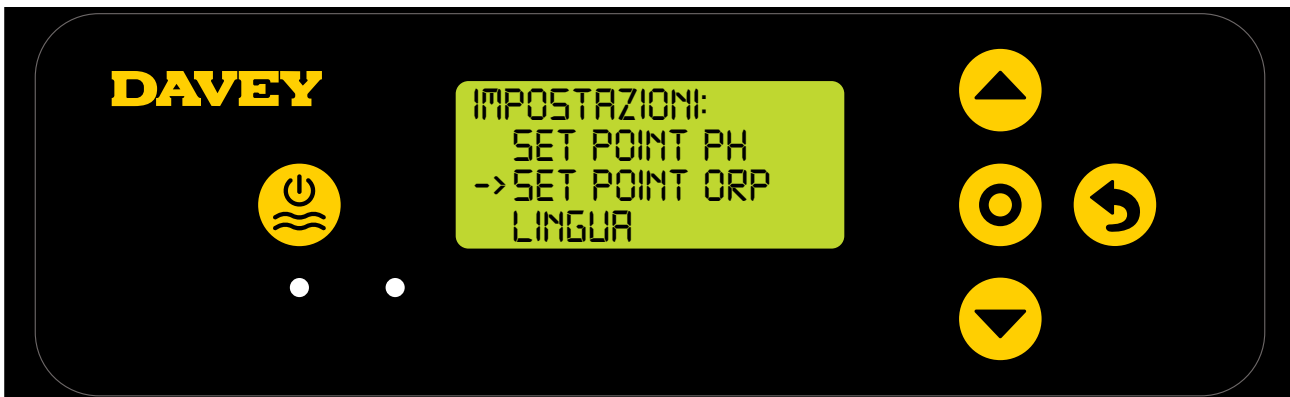 DAVEY
IMPOSTAZIONI:
SET POINT PH
->SET POINT ORP
LINGUA